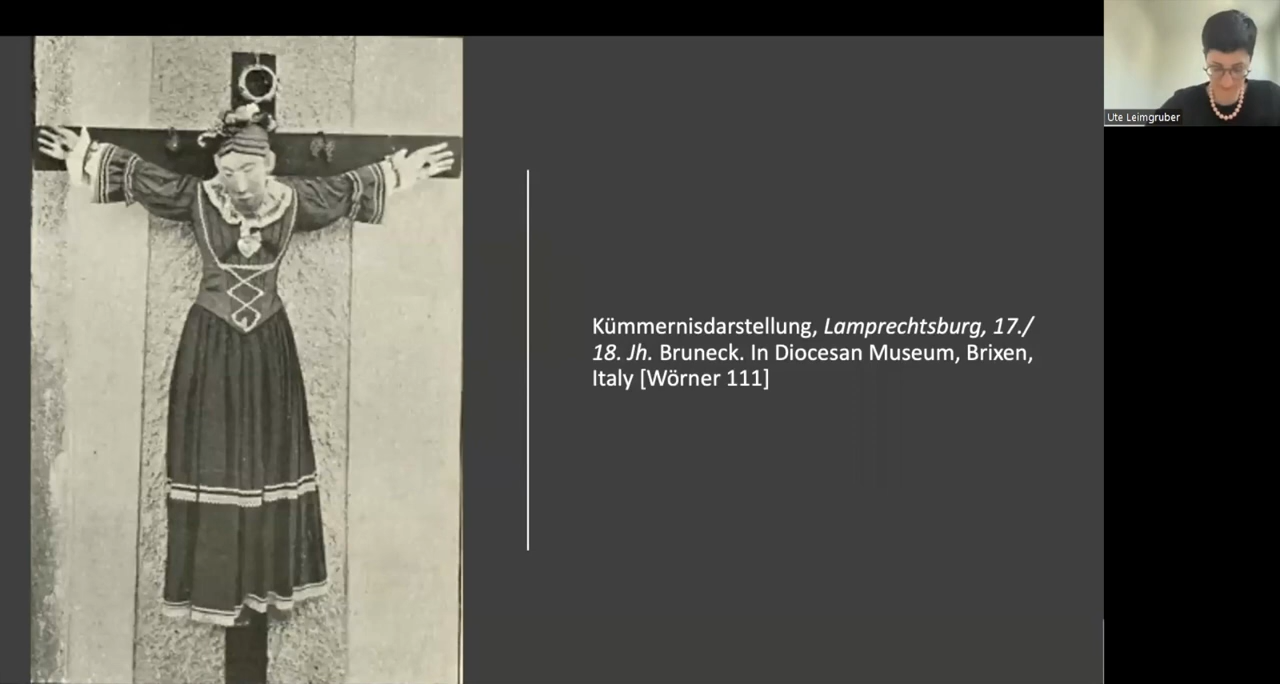 Ute Leimgruber
Kümmernisdarstellung, Lamprechtsburg, 17./
18. Jh. Bruneck. In Diocesan Museum, Brixen,
Italy [Wörner 111]